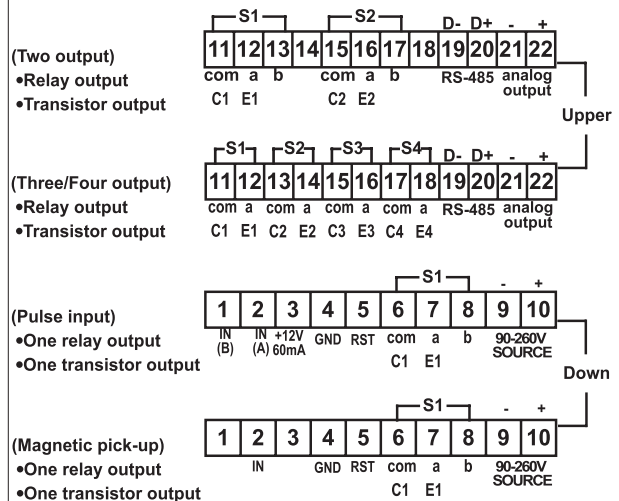 S1 S2 D- D+ - +
(Two output) 11 12 13 14 15 16 17 18 19 20 21 22
•Relay output com a b com a b RS-485 analog output
•Transistor output C1 E1 C2 E2
Upper
S1 S2 S3 S4 D- D+ - +
(Three/Four output) 11 12 13 14 15 16 17 18 19 20 21 22
•Relay output com a com a com a com a RS-485 analog output
•Transistor output C1 E1 C2 E2 C3 E3 C4 E4
S1 - +
(Pulse input) 1 2 3 4 5 6 7 8 9 10
•One relay output IN (B) IN (A) +12V 60mA GND RST com a b 90-260V SOURCE
•One transistor output C1 E1
Down
S1 - +
(Magnetic pick-up) 1 2 3 4 5 6 7 8 9 10
•One relay output IN GND RST com a b 90-260V SOURCE
•One transistor output C1 E1